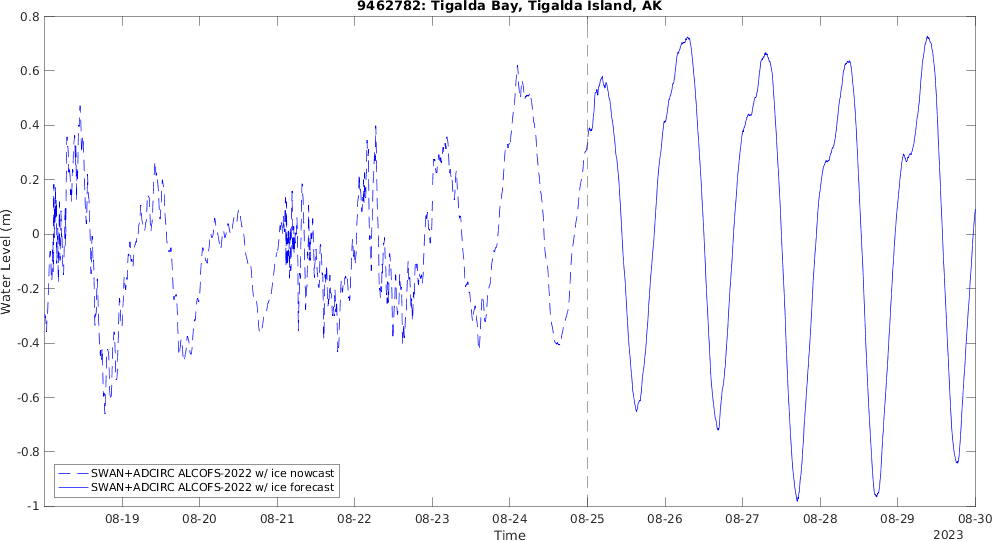 9462782: Tigalda Bay, Tigalda Island, AK
0.8
0.6
0.4
0.2
0
-0.2
-0.4
-0.6
-0.8
-1
Water Level (m)
SWAN+ADCIRC ALCOFS-2022 w/ ice nowcast
SWAN+ADCIRC ALCOFS-2022 w/ ice forecast
08-19 08-20 08-21 08-22 08-23 08-24 08-25 08-26 08-27 08-28 08-29 08-30
Time
2023